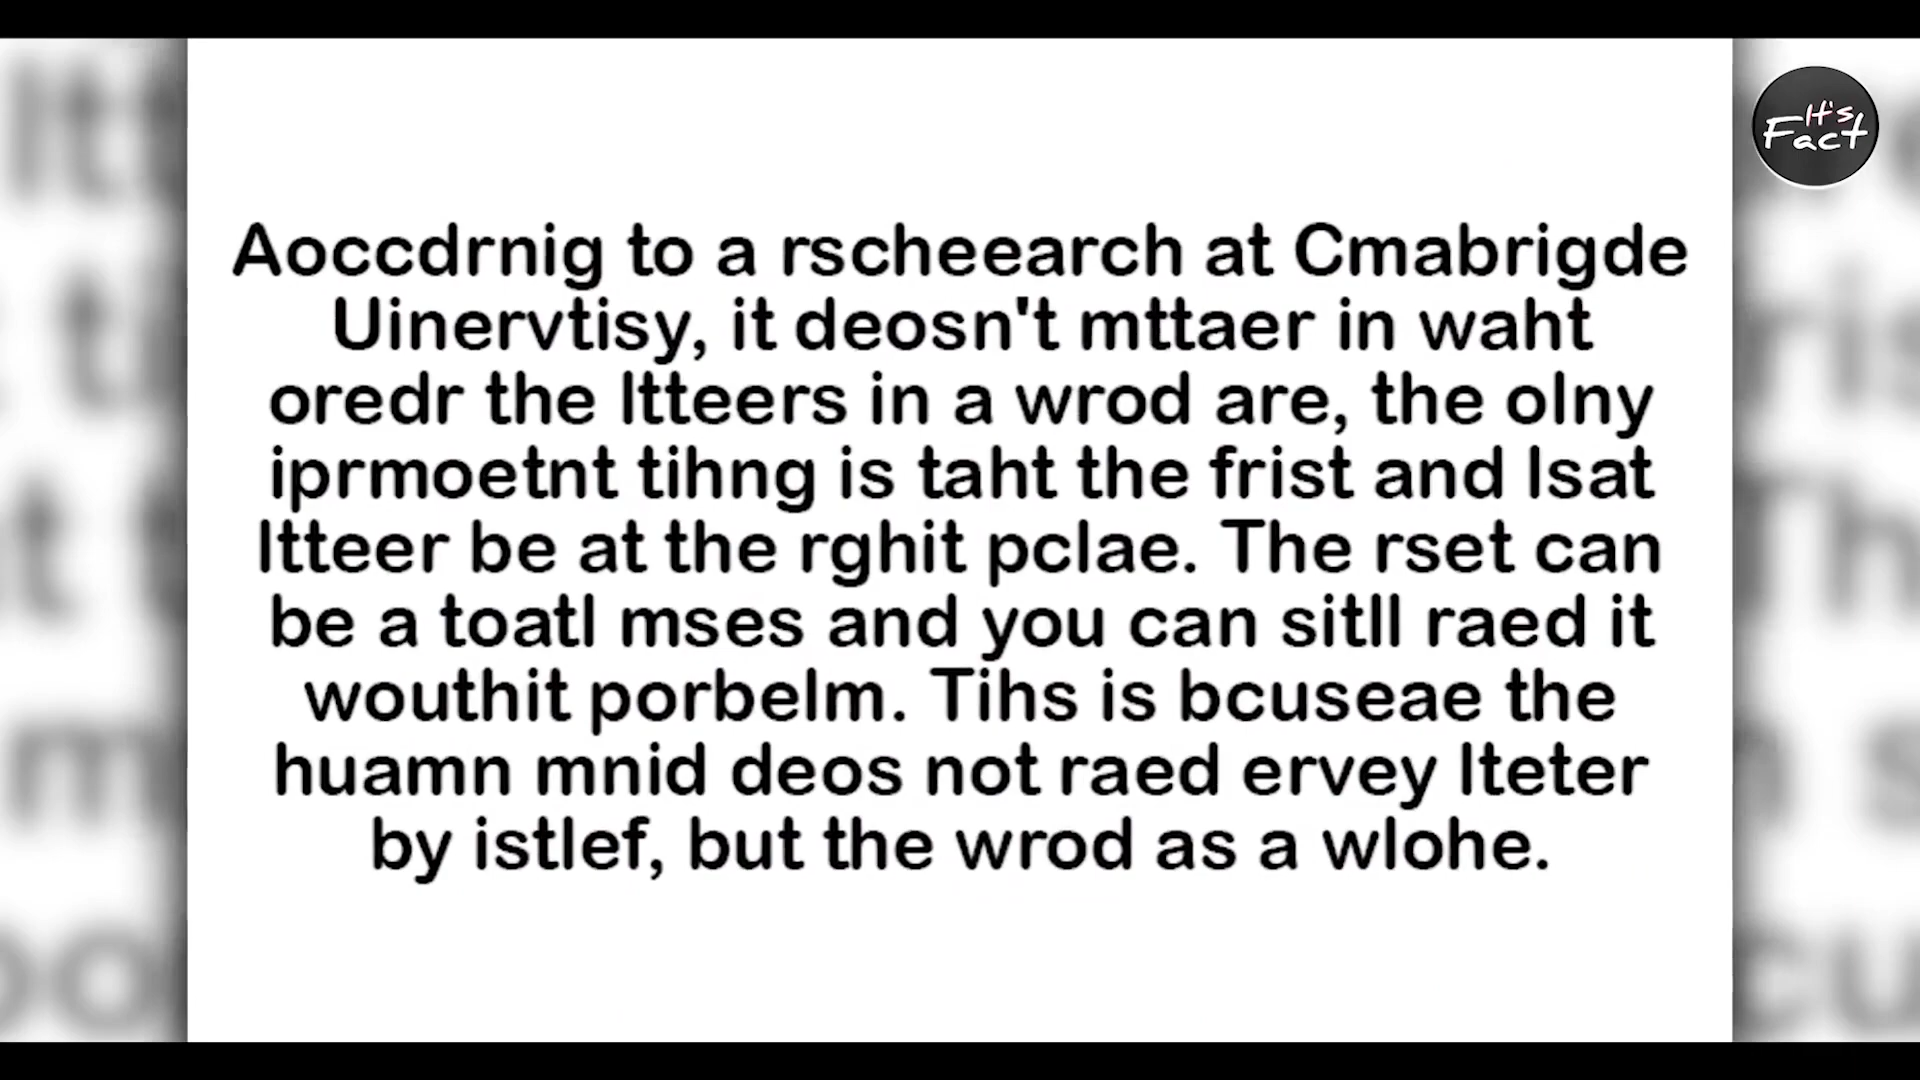 It's
Fact
Aoccdrnig to a rscheearch at Cmabrigde
Uinervtisy, it deosn't mttaer in waht
oredr the ltteers in a wrod are, the olny
iprmoetnt tihng is taht the frist and lsat
ltteer be at the rghit pclae. The rset can
be a toatl mses and you can sitll raed it
wouthit porbelm. Tihs is bcuseae the
huamn mnid deos not raed ervey lteter
by istlef, but the wrod as a wlohe.